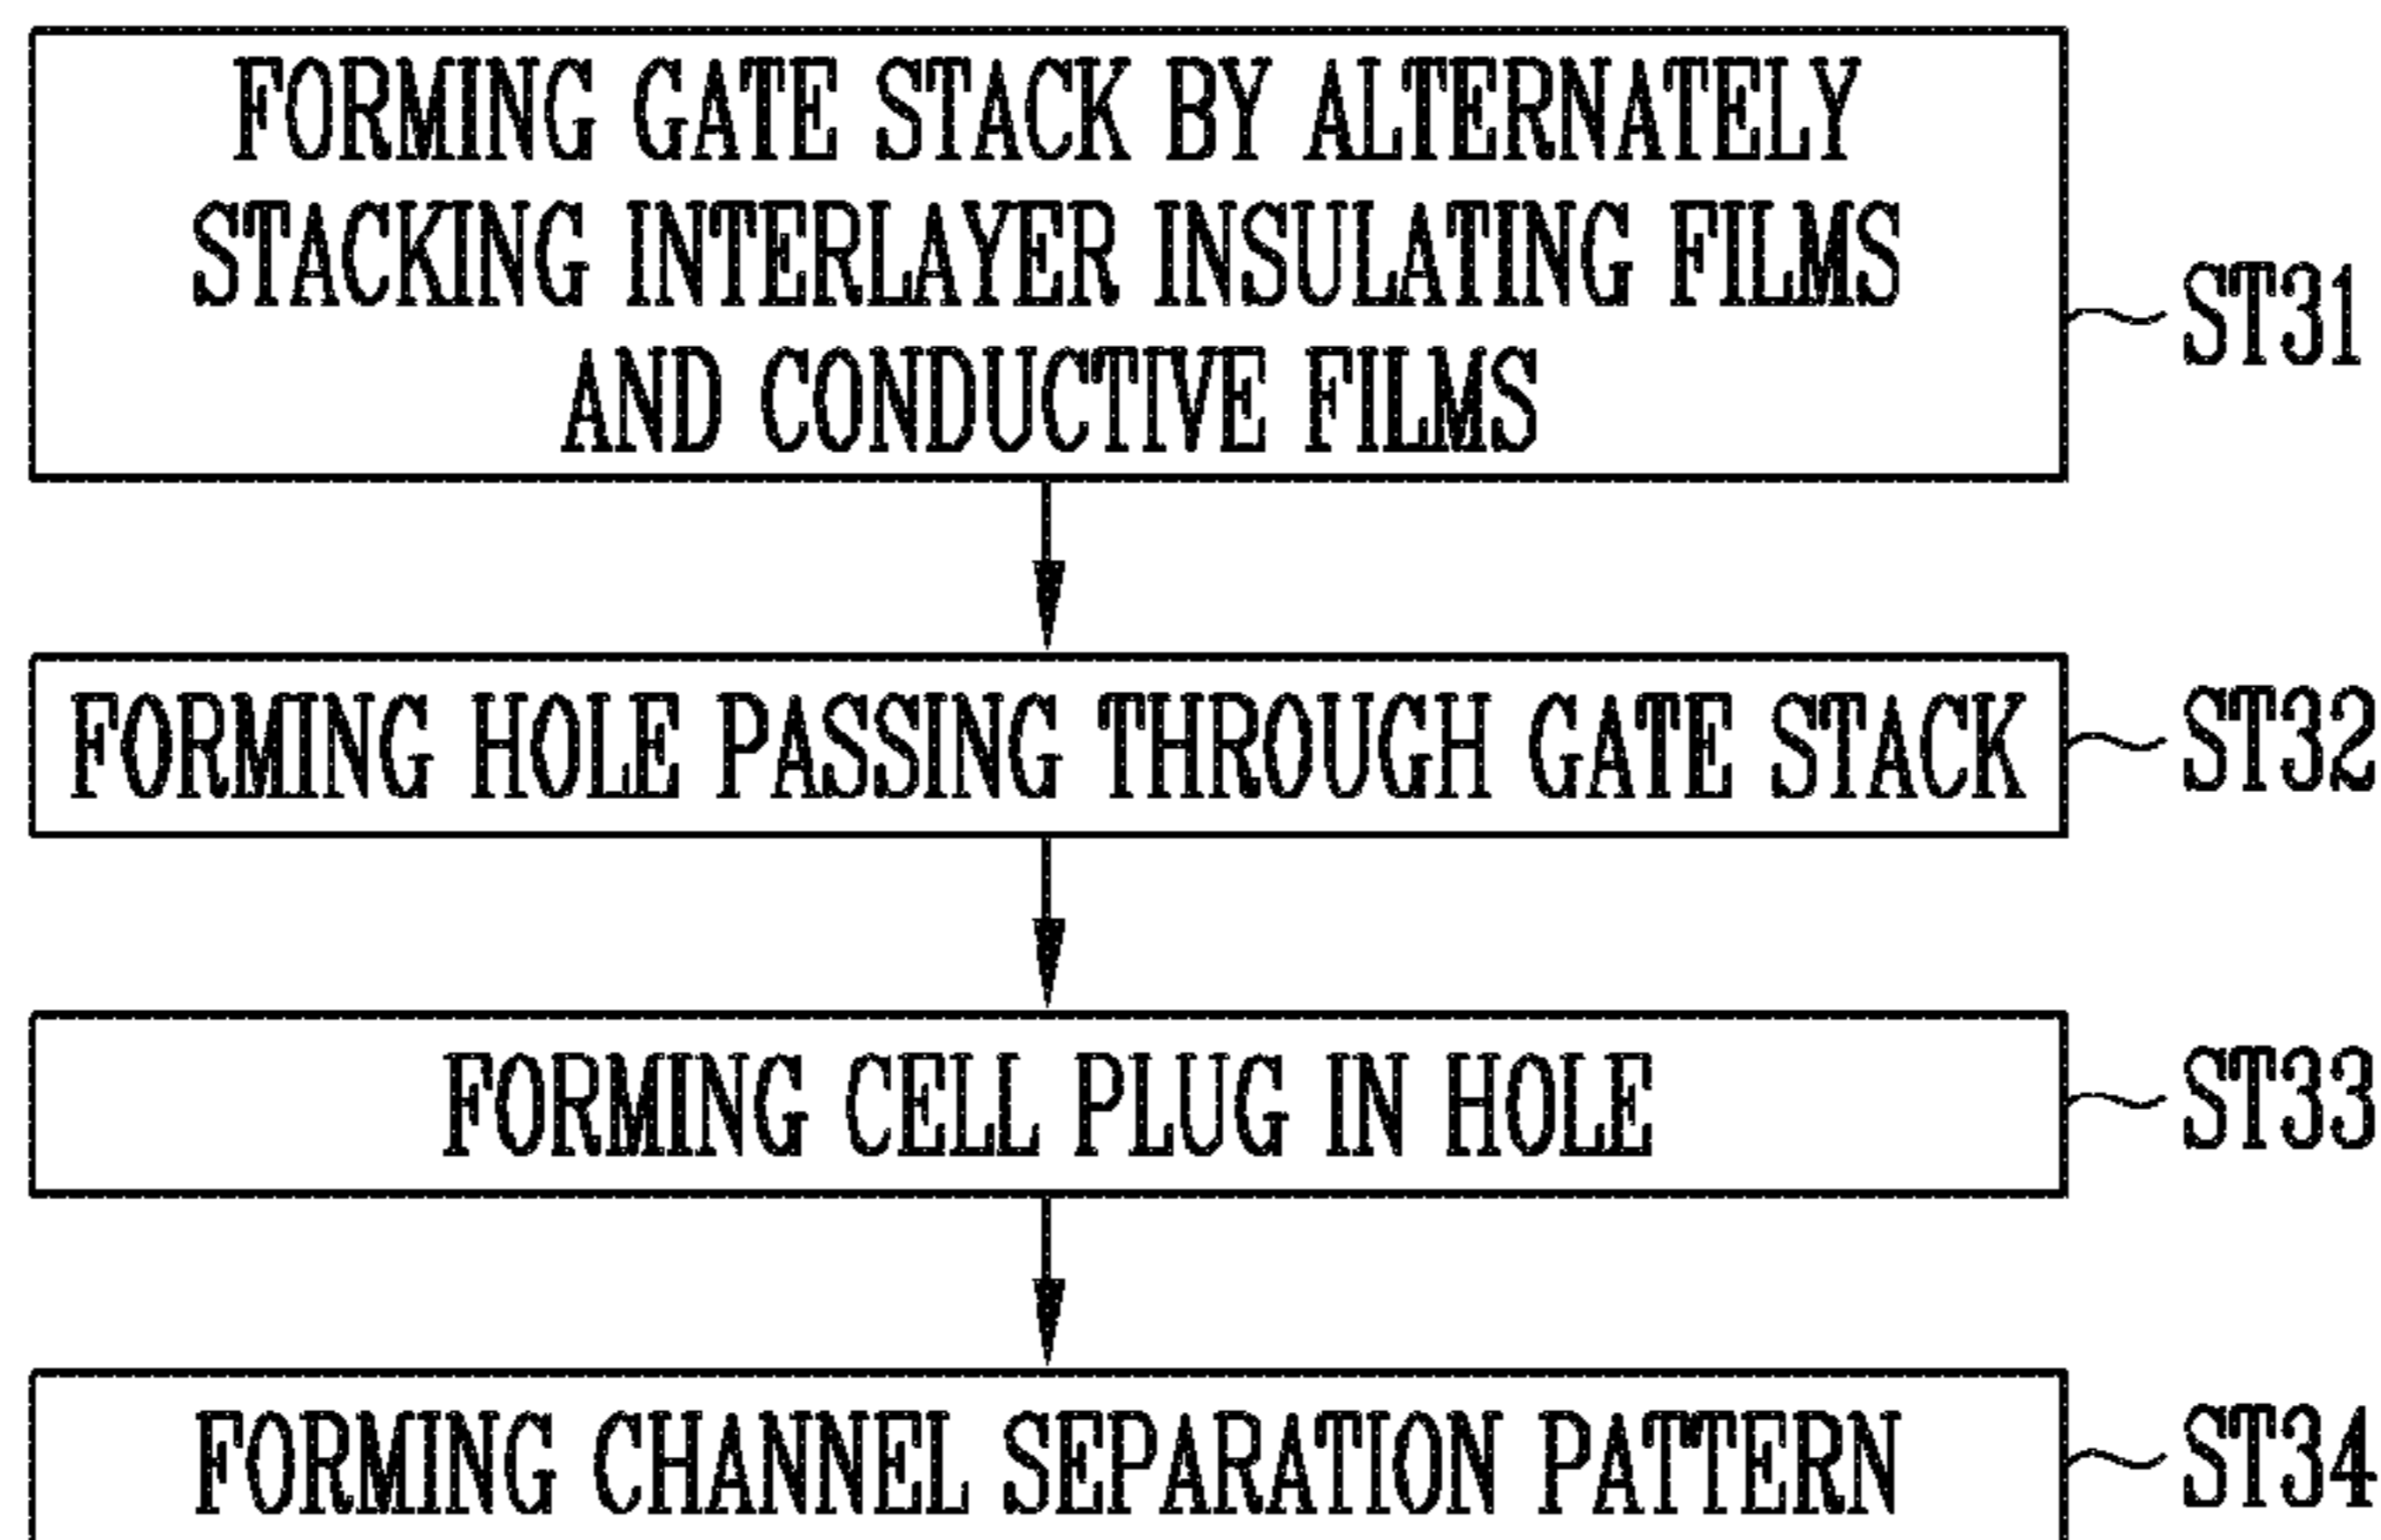 FORMING GATE STACK BY ALTERNATELY
STACKING INTERLAYER INSULATING FILMS
AND CONDUCTIVE FILMS
ST31
FORMING HOLE PASSING THROUGH GATE STACK
ST32
FORMING CELL PLUG IN HOLE
ST33
FORMING CHANNEL SEPARATION PATTERN
ST34